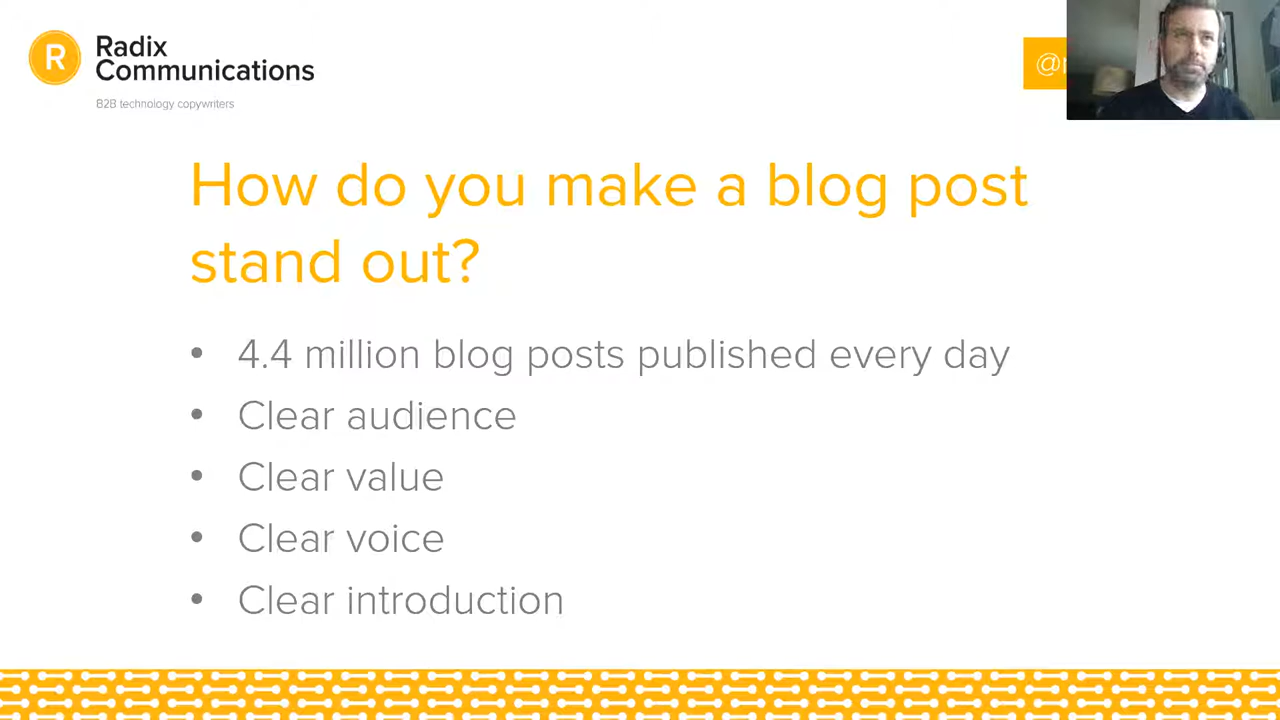 R
Radix
Communications
B2B technology copywriters
How do you make a blog post
stand out?
• 4.4 million blog posts published every day
• Clear audience
• Clear value
• Clear voice
• Clear introduction